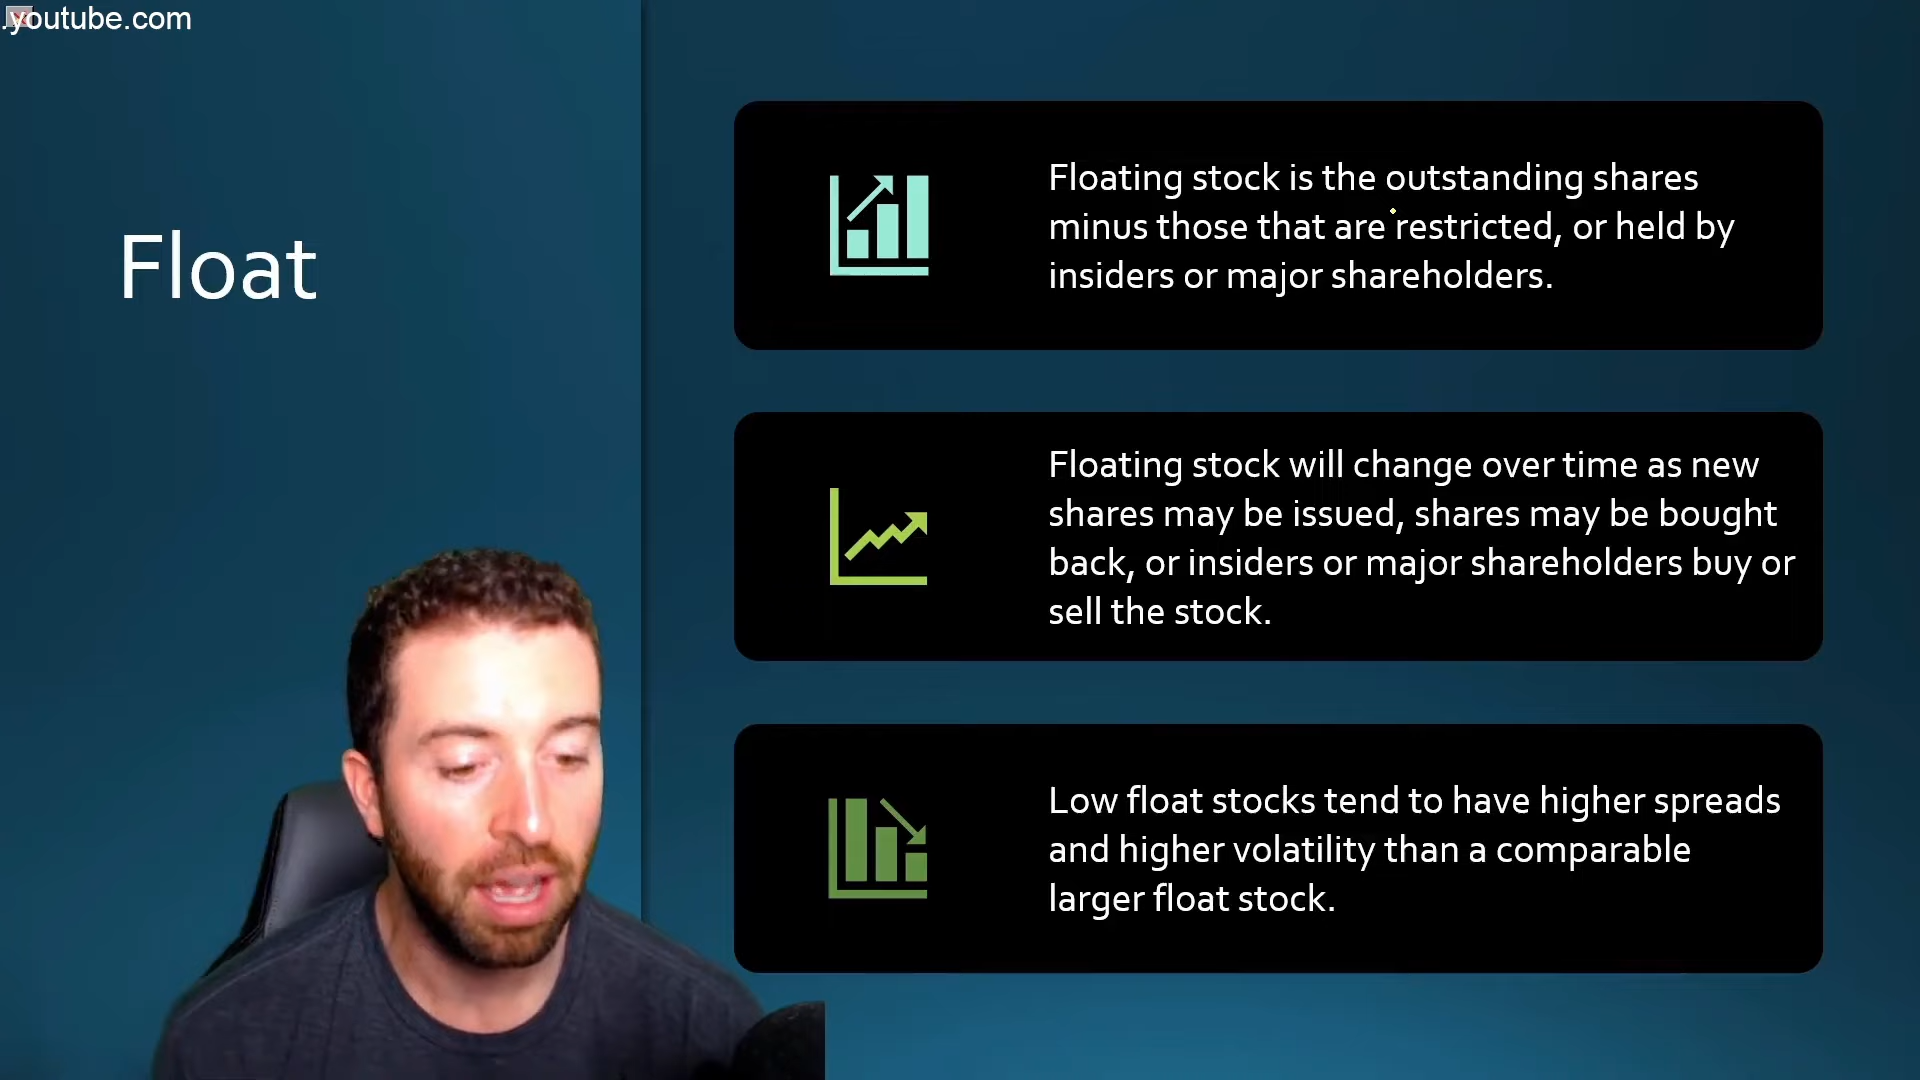 .youtube.com
Float
Floating stock is the outstanding shares
minus those that are restricted, or held by
insiders or major shareholders.
Floating stock will change over time as new
shares may be issued, shares may be bought
back, or insiders or major shareholders buy or
sell the stock.
Low float stocks tend to have higher spreads
and higher volatility than a comparable
larger float stock.